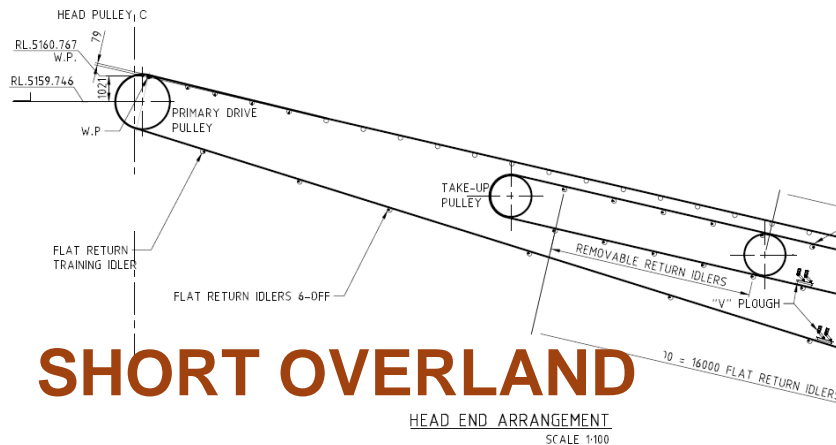 HEAD PULLEY C
79
RL.5160.767
W.P.
RL.5159.746
1021
PRIMARY DRIVE
PULLEY
W.P
TAKE-UP
PULLEY
FLAT RETURN
TRAINING IDLER
REMOVABLE RETURN IDLERS
FLAT RETURN IDLERS 6-OFF
"V" PLOUGH
= 16000 FLAT RETURN IDLERS
SHORT OVERLAND
HEAD END ARRANGEMENT
SCALE 1:100